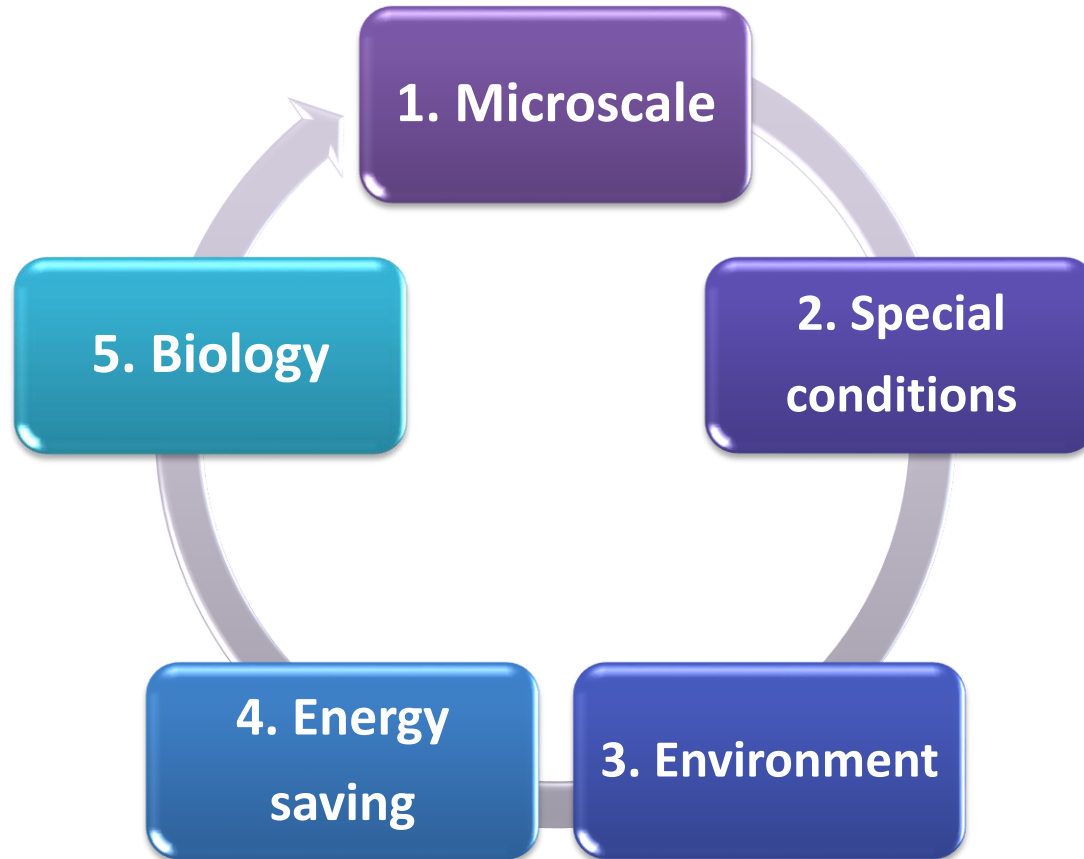 1. Microscale
2. Special
conditions
3. Environment
4. Energy
saving
5. Biology